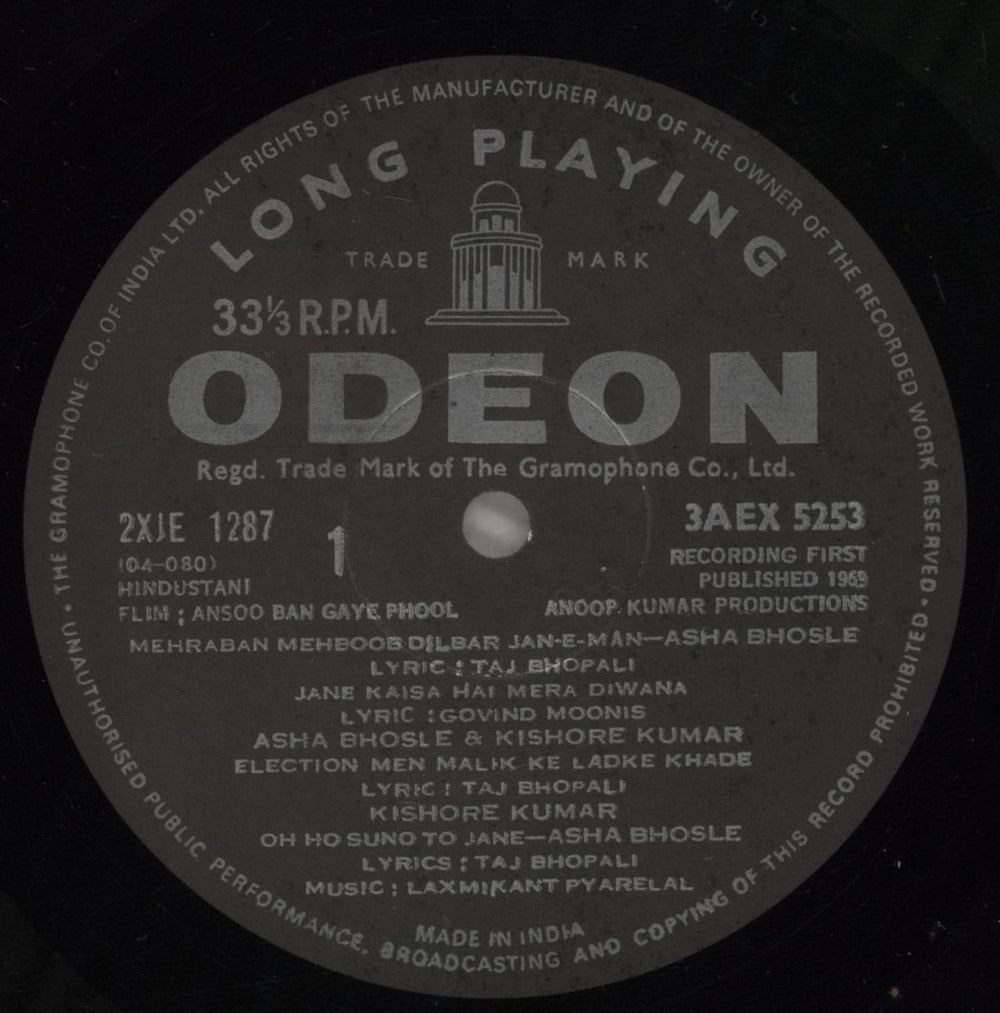 THE GRAMOPHONE CO. OF INDIA LTD. ALL RIGHTS OF THE MANUFACTURER AND OF THE OWNER OF THE RECORDED WORK RESERVED •
UNAUTHORISED PUBLIC PERFORMANCE, BROADCASTING AND COPYING OF THIS RECORD PROHIBITED •
LONG PLAYING
TRADE MARK
33⅓ R.P.M.
ODEON
Regd. Trade Mark of The Gramophone Co., Ltd.
2XJE 1287
1
3AEX 5253
(04-080)
RECORDING FIRST
HINDUSTANI
PUBLISHED 1969
FLIM : ANSOO BAN GAYE PHOOL
ANOOP. KUMAR PRODUCTIONS
MEHRABAN MEHBOOB DILBAR JAN-E-MAN—ASHA BHOSLE
LYRIC : TAJ BHOPALI
JANE KAISA HAI MERA DIWANA
LYRIC : GOVIND MOONIS
ASHA BHOSLE & KISHORE KUMAR
ELECTION MEN MALIK KE LADKE KHADE
LYRIC : TAJ BHOPALI
KISHORE KUMAR
OH HO SUNO TO JANE—ASHA BHOSLE
LYRICS : TAJ BHOPALI
MUSIC : LAXMIKANT PYARELAL
MADE IN INDIA